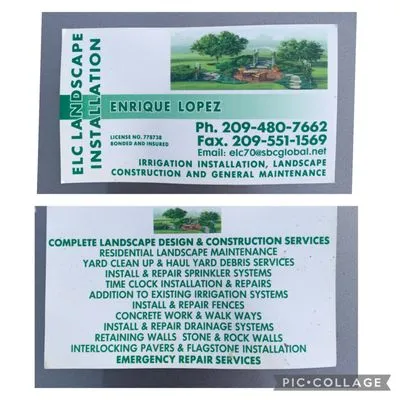 ELC LANDSCAPE
INSTALLATION
ENRIQUE LOPEZ
LICENSE NO. 778738
BONDED AND INSURED
Ph. 209-480-7662
Fax. 209-551-1569
Email: elc70@sbcglobal.net
IRRIGATION INSTALLATION, LANDSCAPE
CONSTRUCTION AND GENERAL MAINTENANCE
COMPLETE LANDSCAPE DESIGN & CONSTRUCTION SERVICES
RESIDENTIAL LANDSCAPE MAINTENANCE
YARD CLEAN UP & HAUL YARD DEBRIS SERVICES
INSTALL & REPAIR SPRINKLER SYSTEMS
TIME CLOCK INSTALLATION & REPAIRS
ADDITION TO EXISTING IRRIGATION SYSTEMS
INSTALL & REPAIR FENCES
CONCRETE WORK & WALK WAYS
INSTALL & REPAIR DRAINAGE SYSTEMS
RETAINING WALLS STONE & ROCK WALLS
INTERLOCKING PAVERS & FLAGSTONE INSTALLATION
EMERGENCY REPAIR SERVICES
PIC•COLLAGE